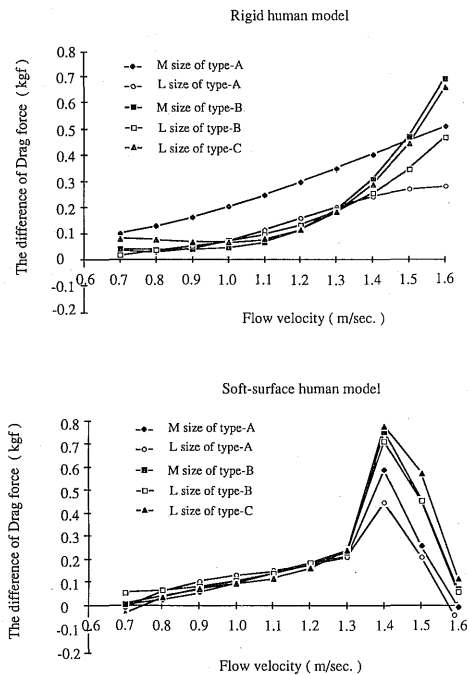 Rigid human model
The difference of Drag force ( kgf )
0.8
0.7
0.6
0.5
0.4
0.3
0.2
0.1
0
-0.1
-0.2
M size of type-A
L size of type-A
M size of type-B
L size of type-B
L size of type-C
0.6 0.7 0.8 0.9 1.0 1.1 1.2 1.3 1.4 1.5 1.6
Flow velocity ( m/sec. )
Soft-surface human model
The difference of Drag force ( kgf )
0.8
0.7
0.6
0.5
0.4
0.3
0.2
0.1
0
-0.1
-0.2
M size of type-A
L size of type-A
M size of type-B
L size of type-B
L size of type-C
0.6 0.7 0.8 0.9 1.0 1.1 1.2 1.3 1.4 1.5 1.6
Flow velocity ( m/sec. )